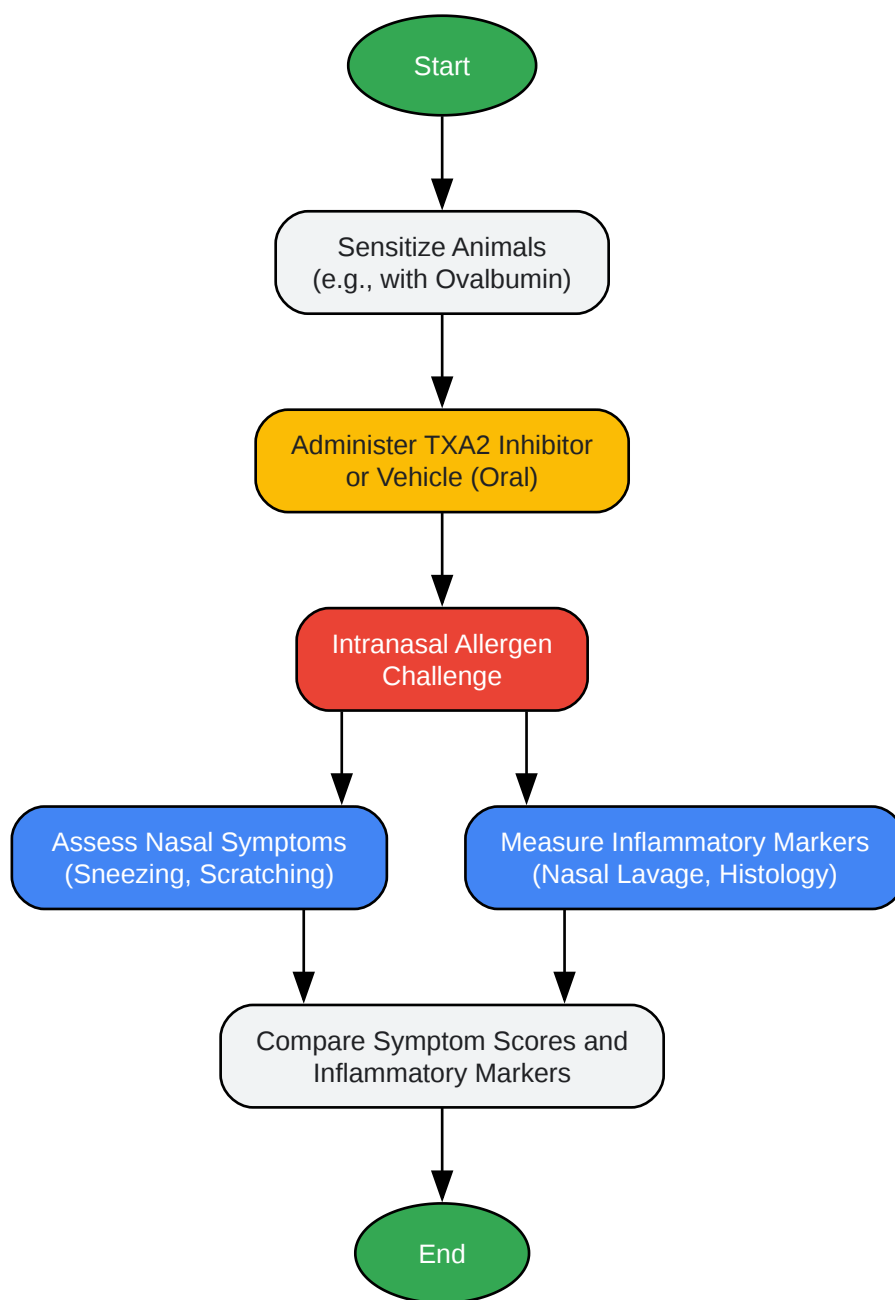 Start
Sensitize Animals
(e.g., with Ovalbumin)
Administer TXA2 Inhibitor
or Vehicle (Oral)
Intranasal Allergen
Challenge
Assess Nasal Symptoms
(Sneezing, Scratching)
Measure Inflammatory Markers
(Nasal Lavage, Histology)
Compare Symptom Scores and
Inflammatory Markers
End